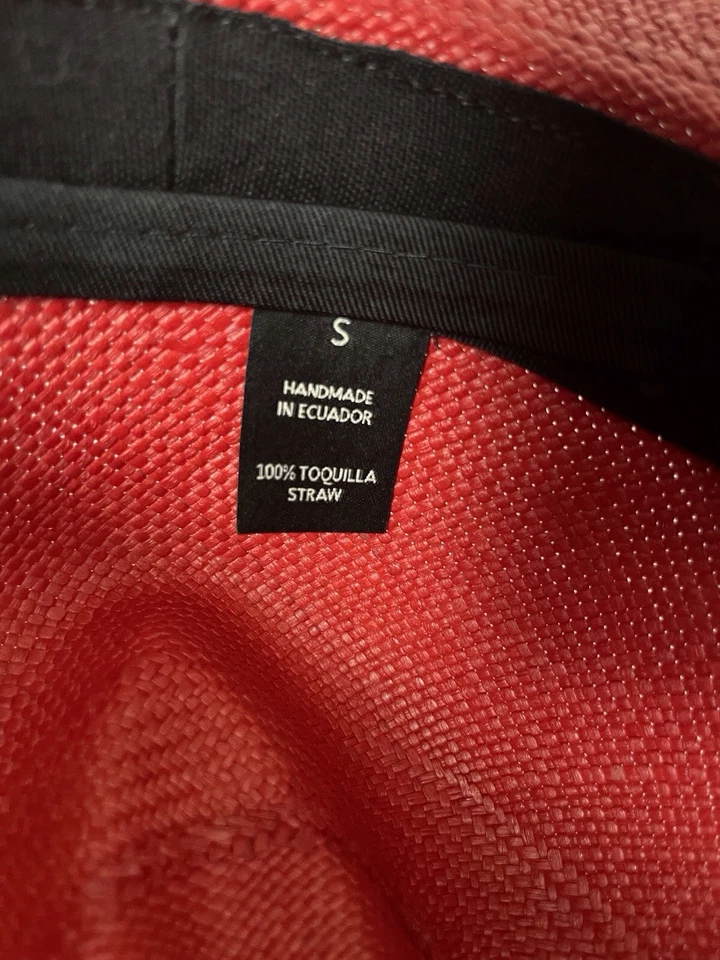 S
HANDMADE
IN ECUADOR
100% TOQUILLA
STRAW